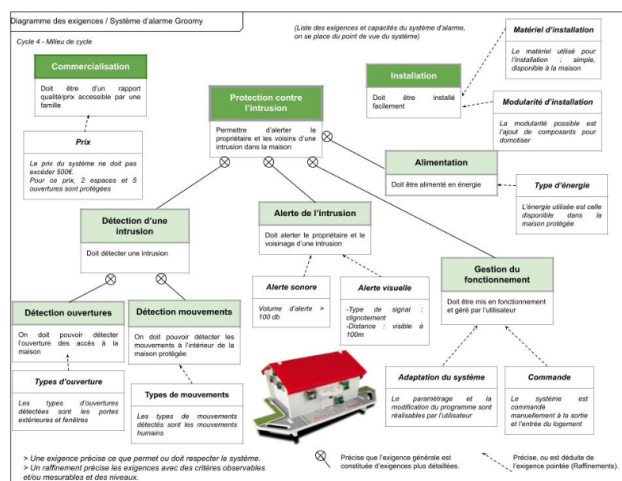 Diagramme des exigences / Système d'alarme Groomy
Cycle 4 - Milieu de cycle
(Liste des exigences et capacités du système d'alarme,
on se place du point de vue du système)
Commercialisation
Doit être d'un rapport
qualité/prix accessible par une
famille
Prix
Le prix du système ne doit pas
excéder 500€.
Pour ce prix, 2 espaces et 5
ouvertures sont protégées
Protection contre
l'intrusion
Permettre d'alerter le
propriétaire et les voisins d'une
intrusion dans la maison
Installation
Doit être installé
facilement
Matériel d'installation
Le matériel utilisé pour
l'installation : simple,
disponible à la maison
Modularité d'installation
La modularité possible est
l'ajout de composants pour
domotiser
Alimentation
Doit être alimenté en énergie
Type d'énergie
L'énergie utilisée est celle
disponible dans la
maison protégée
Détection d'une
intrusion
Doit détecter une intrusion
Alerte de l'intrusion
Doit alerter le propriétaire et le
voisinage d'une intrusion
Gestion du
fonctionnement
Doit être mis en fonctionnement
et géré par l'utilisateur
Alerte sonore
Volume d'alerte >
100 db
Alerte visuelle
-Type de signal :
clignotement
-Distance : visible à
100m
Détection ouvertures
On doit pouvoir détecter
l'ouverture des accès à la
maison
Détection mouvements
On doit pouvoir détecter les
mouvements à l'intérieur de la
maison protégée
Types d'ouverture
Les types d'ouvertures
détectées sont les portes
extérieures et fenêtres
Types de mouvements
Les types de mouvements
détectés sont les mouvements
humains
Adaptation du système
Le paramétrage et la
modification du programme sont
réalisables par l'utilisateur
Commande
Le système est
commandé
manuellement à la sortie
et l'entrée du logement
> Une exigence précise ce que permet ou doit respecter le système.
> Un raffinement précise les exigences avec des critères observables
et/ou mesurables et des niveaux.
Précise que l'exigence générale est
constituée d'exigences plus détaillées.
Précise, ou est déduite de
l'exigence pointée (Raffinements).